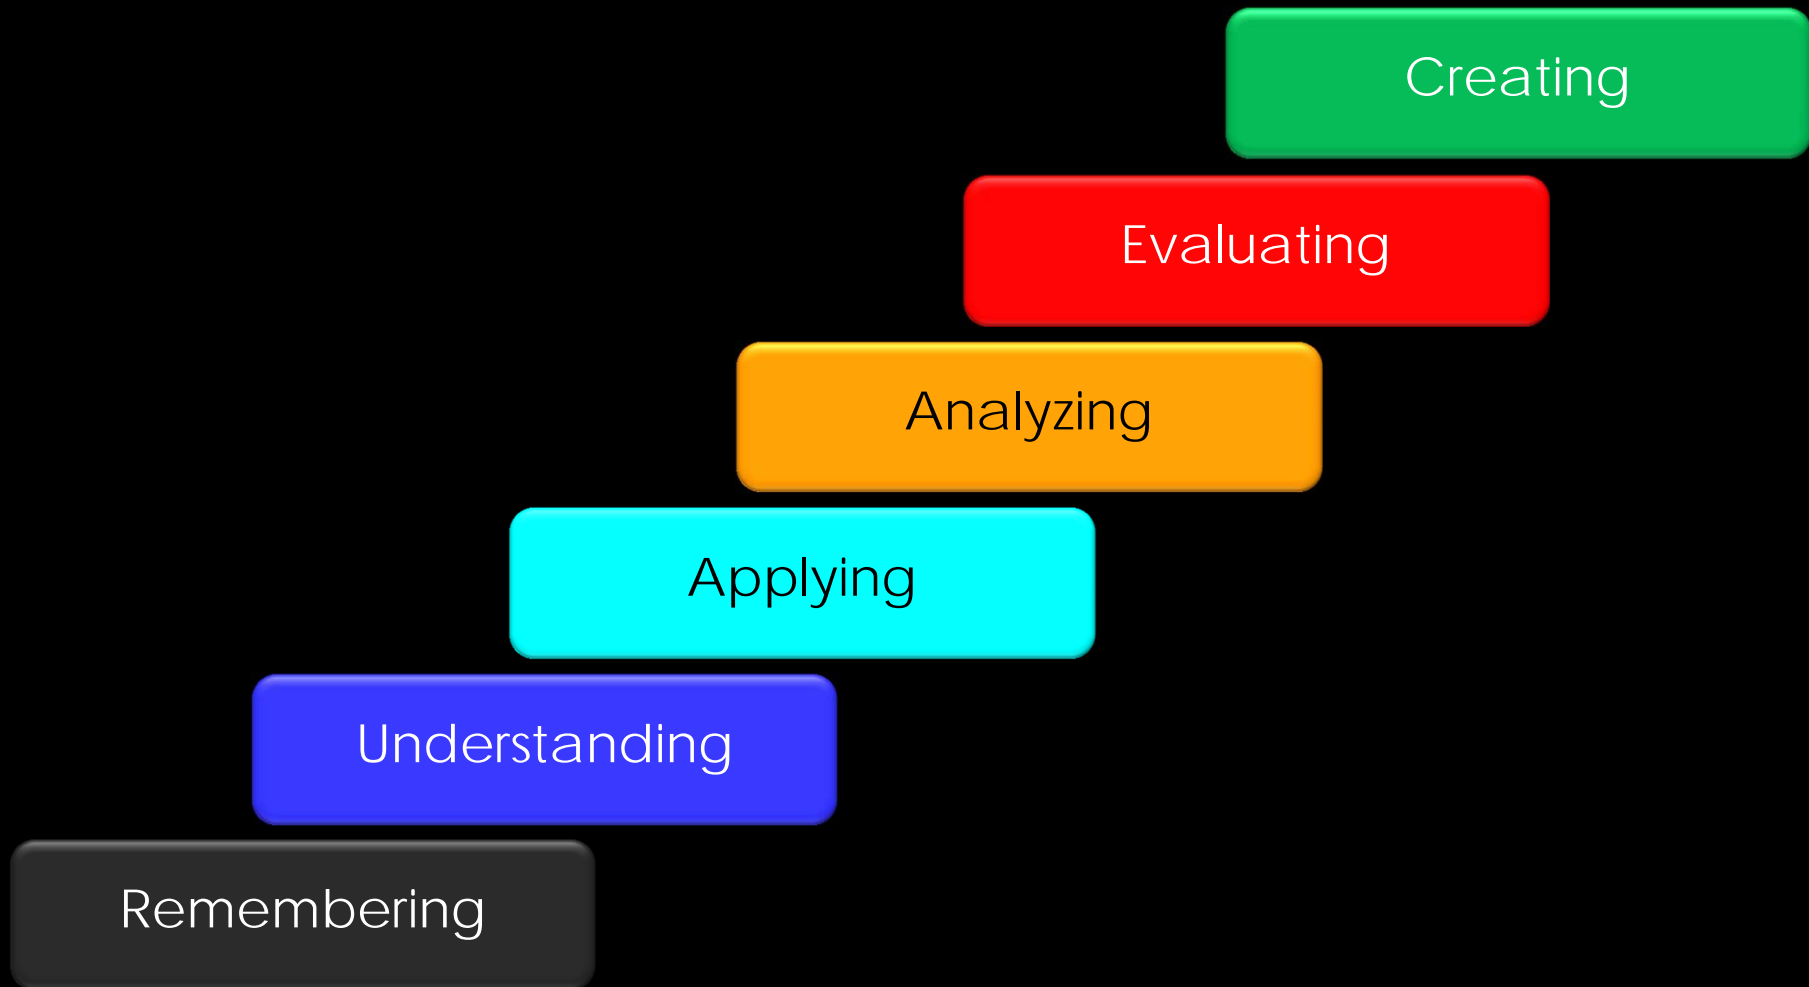 Creating
Evaluating
Analyzing
Applying
Understanding
Remembering